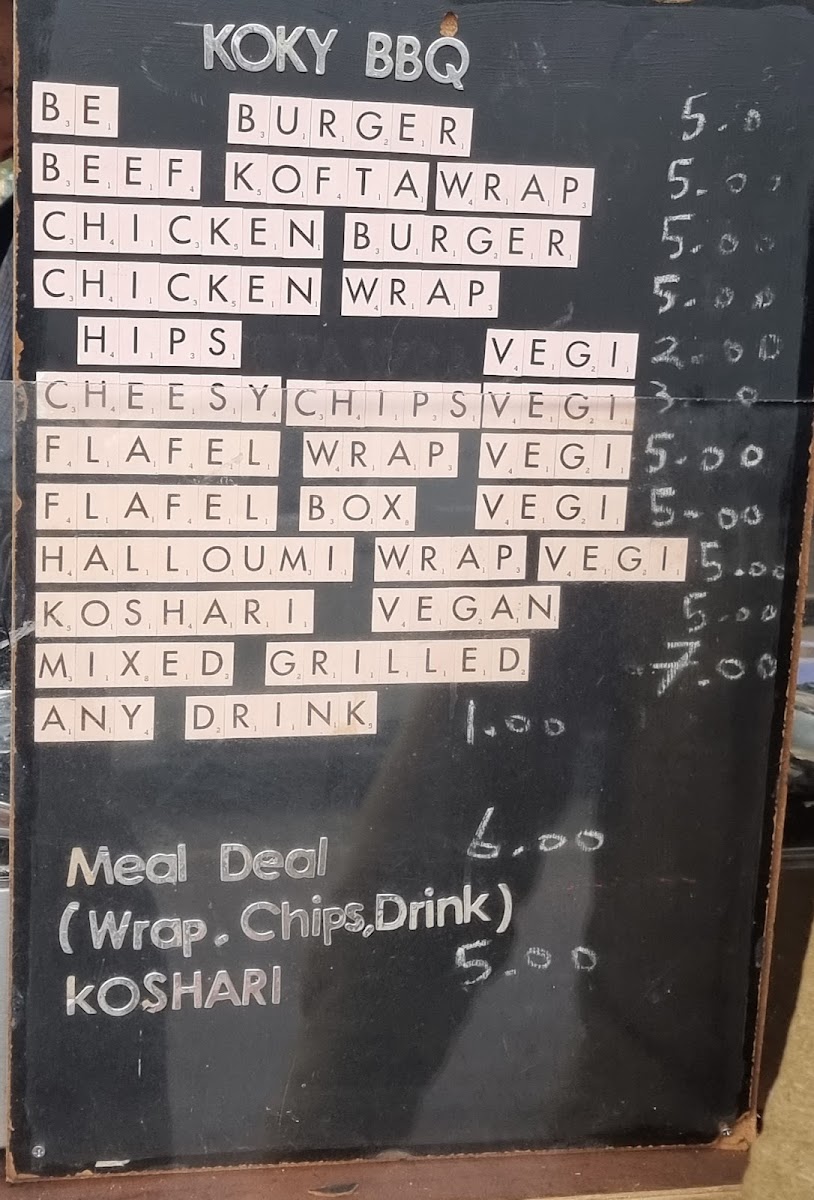 KOKY BBQ
BE BURGER 5.0
BEEF KOFTA WRAP 5.00
CHICKEN BURGER 5.00
CHICKEN WRAP 5.00
HIPS VEGI 2.00
CHEESY CHIPS VEGI 3.0
FLAFEL WRAP VEGI 5.00
FLAFEL BOX VEGI 5.00
HALLOUMI WRAP VEGI 5.00
KOSHARI VEGAN 5.00
MIXED GRILLED 7.00
ANY DRINK 1.00
Meal Deal 6.00
(Wrap. Chips,Drink)
kOSHARI 5.00